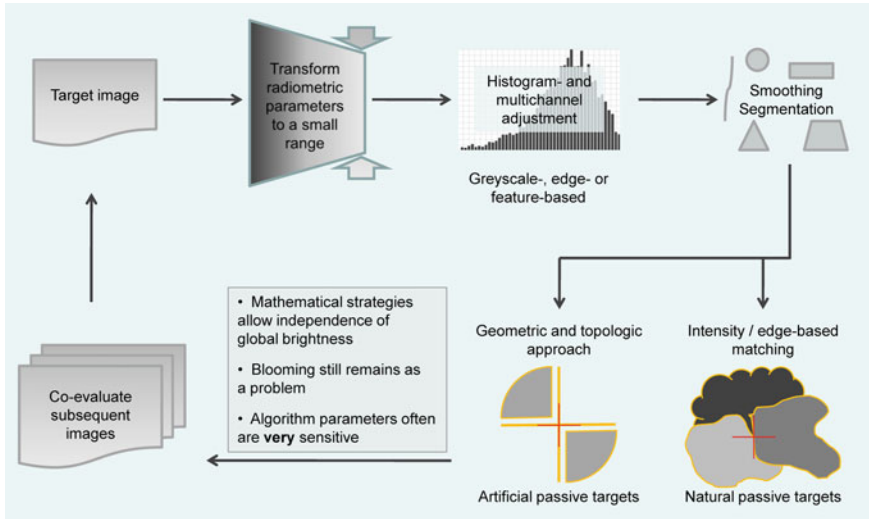 Target image
Transform
radiometric
parameters
to a small
range
Histogram- and
multichannel
adjustment
Greyscale-, edge- or
feature-based
Smoothing
Segmentation
Geometric and topologic
approach
Artificial passive targets
Intensity / edge-based
matching
Natural passive targets
• Mathematical strategies
allow independence of
global brightness
• Blooming still remains as
a problem
• Algorithm parameters often
are very sensitive
Co-evaluate
subsequent
images